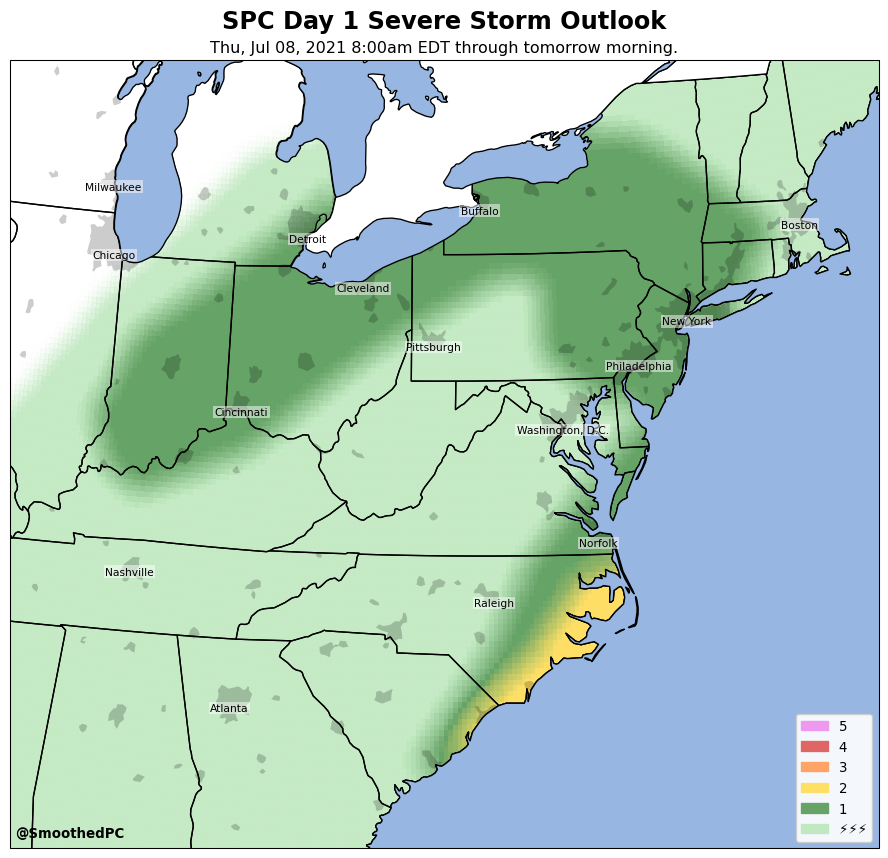 SPC Day 1 Severe Storm Outlook
Thu, Jul 08, 2021 8:00am EDT through tomorrow morning.
Milwaukee
Buffalo
Boston
Detroit
Chicago
Cleveland
New York
Pittsburgh
Philadelphia
Cincinnati
Washington, D.C.
Norfolk
Nashville
Raleigh
Atlanta
5
4
3
2
1
⚡⚡⚡
@SmoothedPC